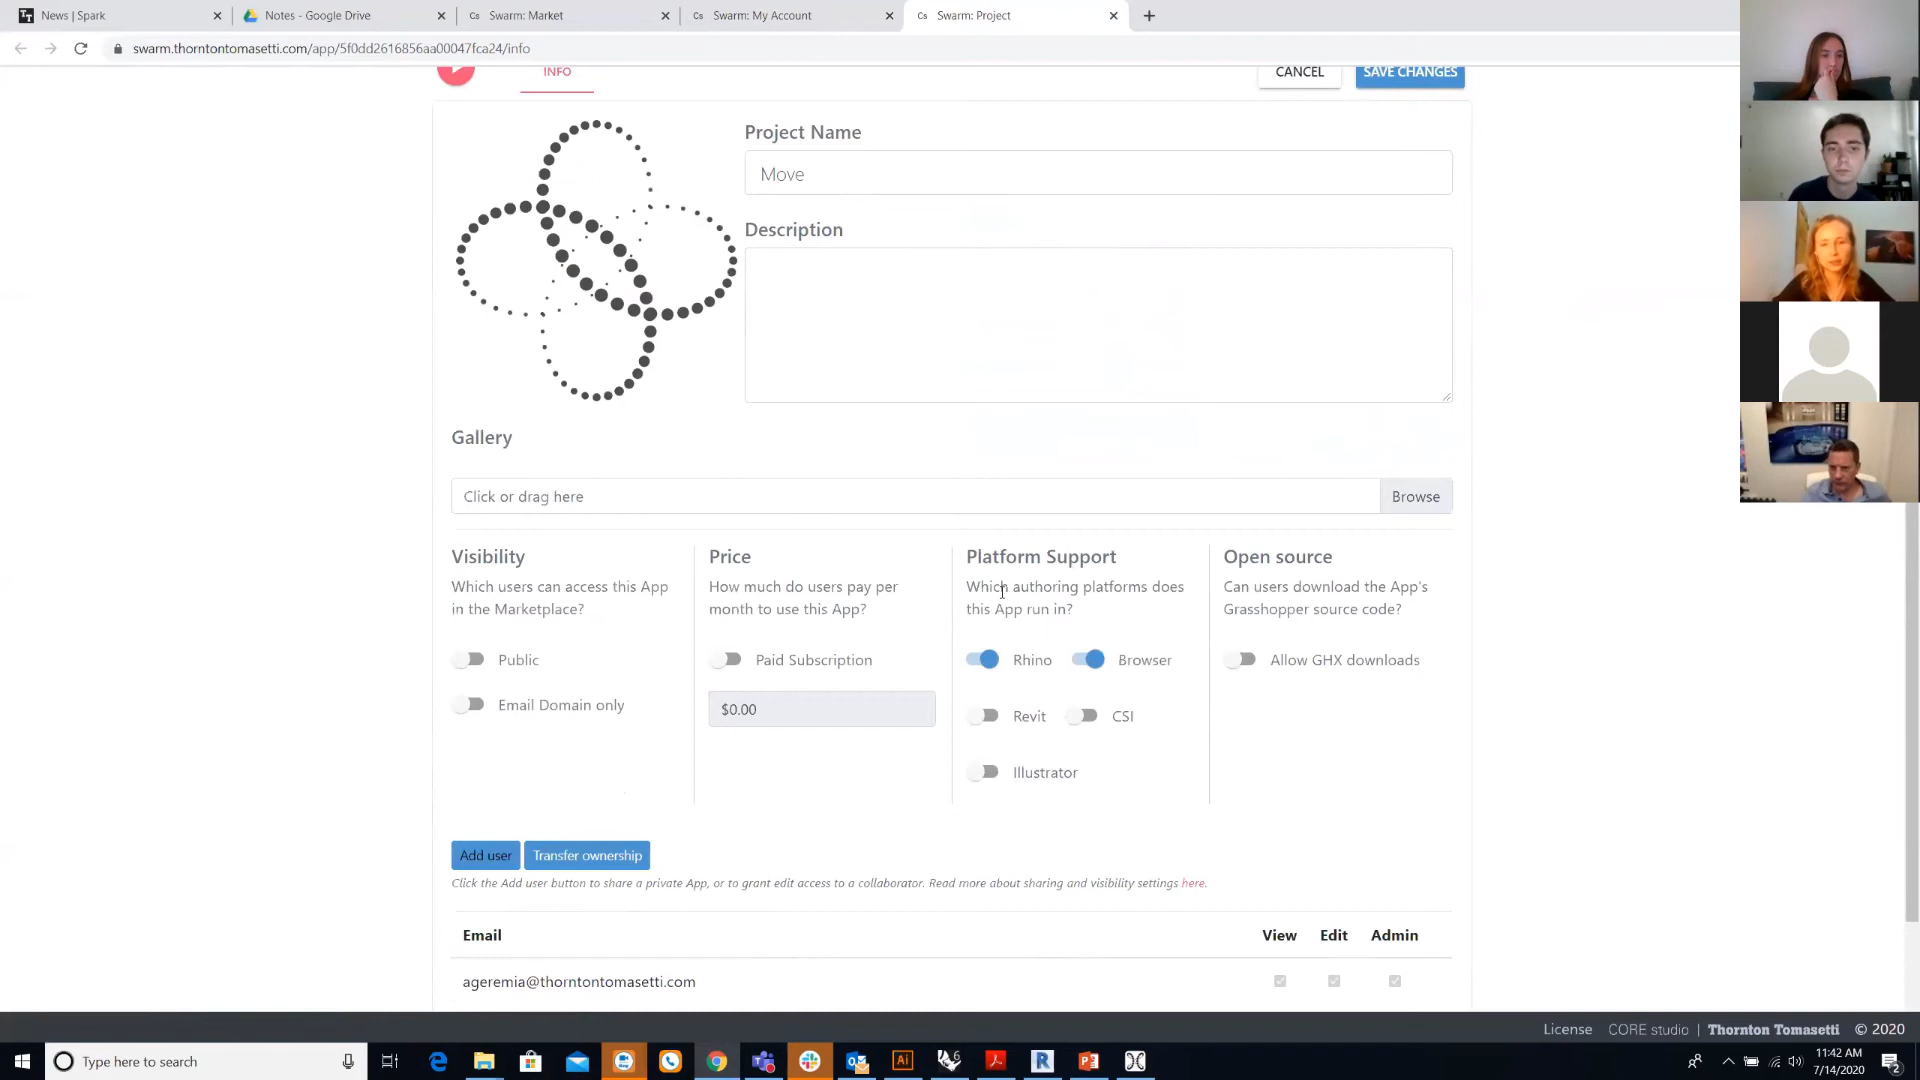 News | Spark
Notes - Google Drive
Cs Swarm: Market
Cs Swarm: My Account
Cs Swarm: Project
swarm.thorntontomasetti.com/app/5f0dd2616856aa00047fca24/info
INFO
CANCEL
SAVE CHANGES
Project Name
Move
Description
Gallery
Click or drag here
Browse
Visibility
Which users can access this App
in the Marketplace?
Public
Email Domain only
Price
How much do users pay per
month to use this App?
Paid Subscription
$0.00
Platform Support
Which authoring platforms does
this App run in?
Rhino
Browser
Revit
CSI
Illustrator
Open source
Can users download the App's
Grasshopper source code?
Allow GHX downloads
Add user
Transfer ownership
Click the Add user button to share a private App, or to grant edit access to a collaborator. Read more about sharing and visibility settings here.
Email View Edit Admin
ageremia@thorntontomasetti.com
License CORE studio | Thornton Tomasetti © 2020
Type here to search
11:42 AM
7/14/2020